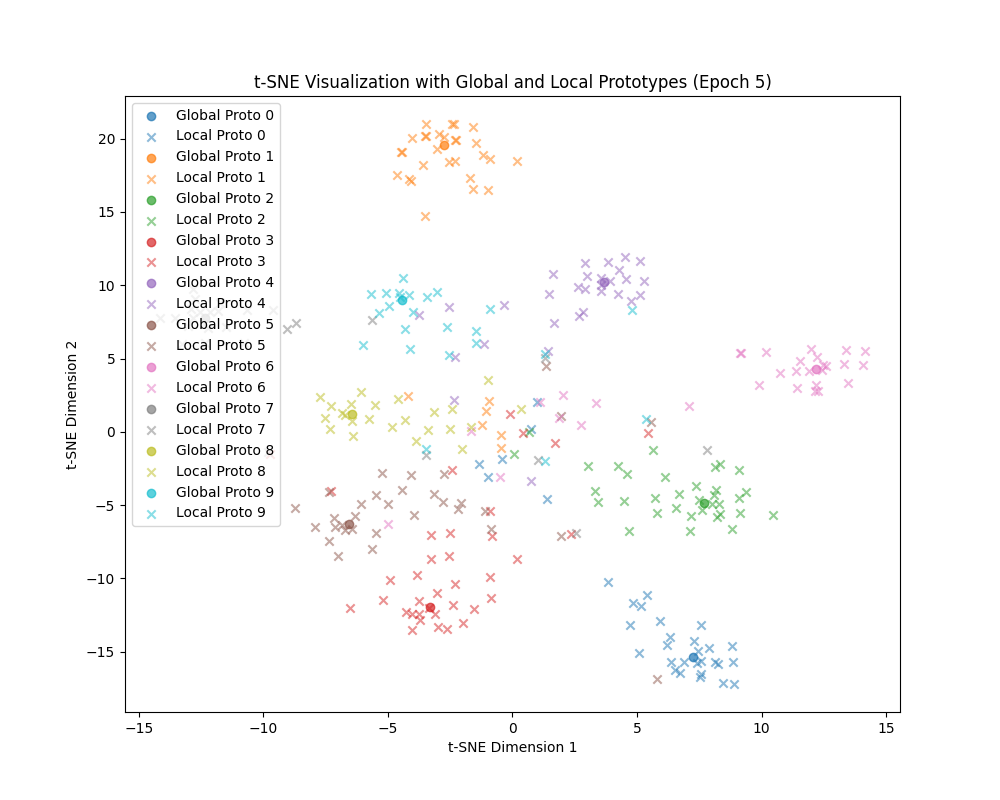 t-SNE Visualization with Global and Local Prototypes (Epoch 5)
Global Proto 0
Local Proto 0
Global Proto 1
Local Proto 1
Global Proto 2
Local Proto 2
Global Proto 3
Local Proto 3
Global Proto 4
Local Proto 4
Global Proto 5
Local Proto 5
Global Proto 6
Local Proto 6
Global Proto 7
Local Proto 7
Global Proto 8
Local Proto 8
Global Proto 9
Local Proto 9
t-SNE Dimension 2
20
15
10
5
0
−5
−10
−15
−15
−10
−5
0
5
10
15
t-SNE Dimension 1